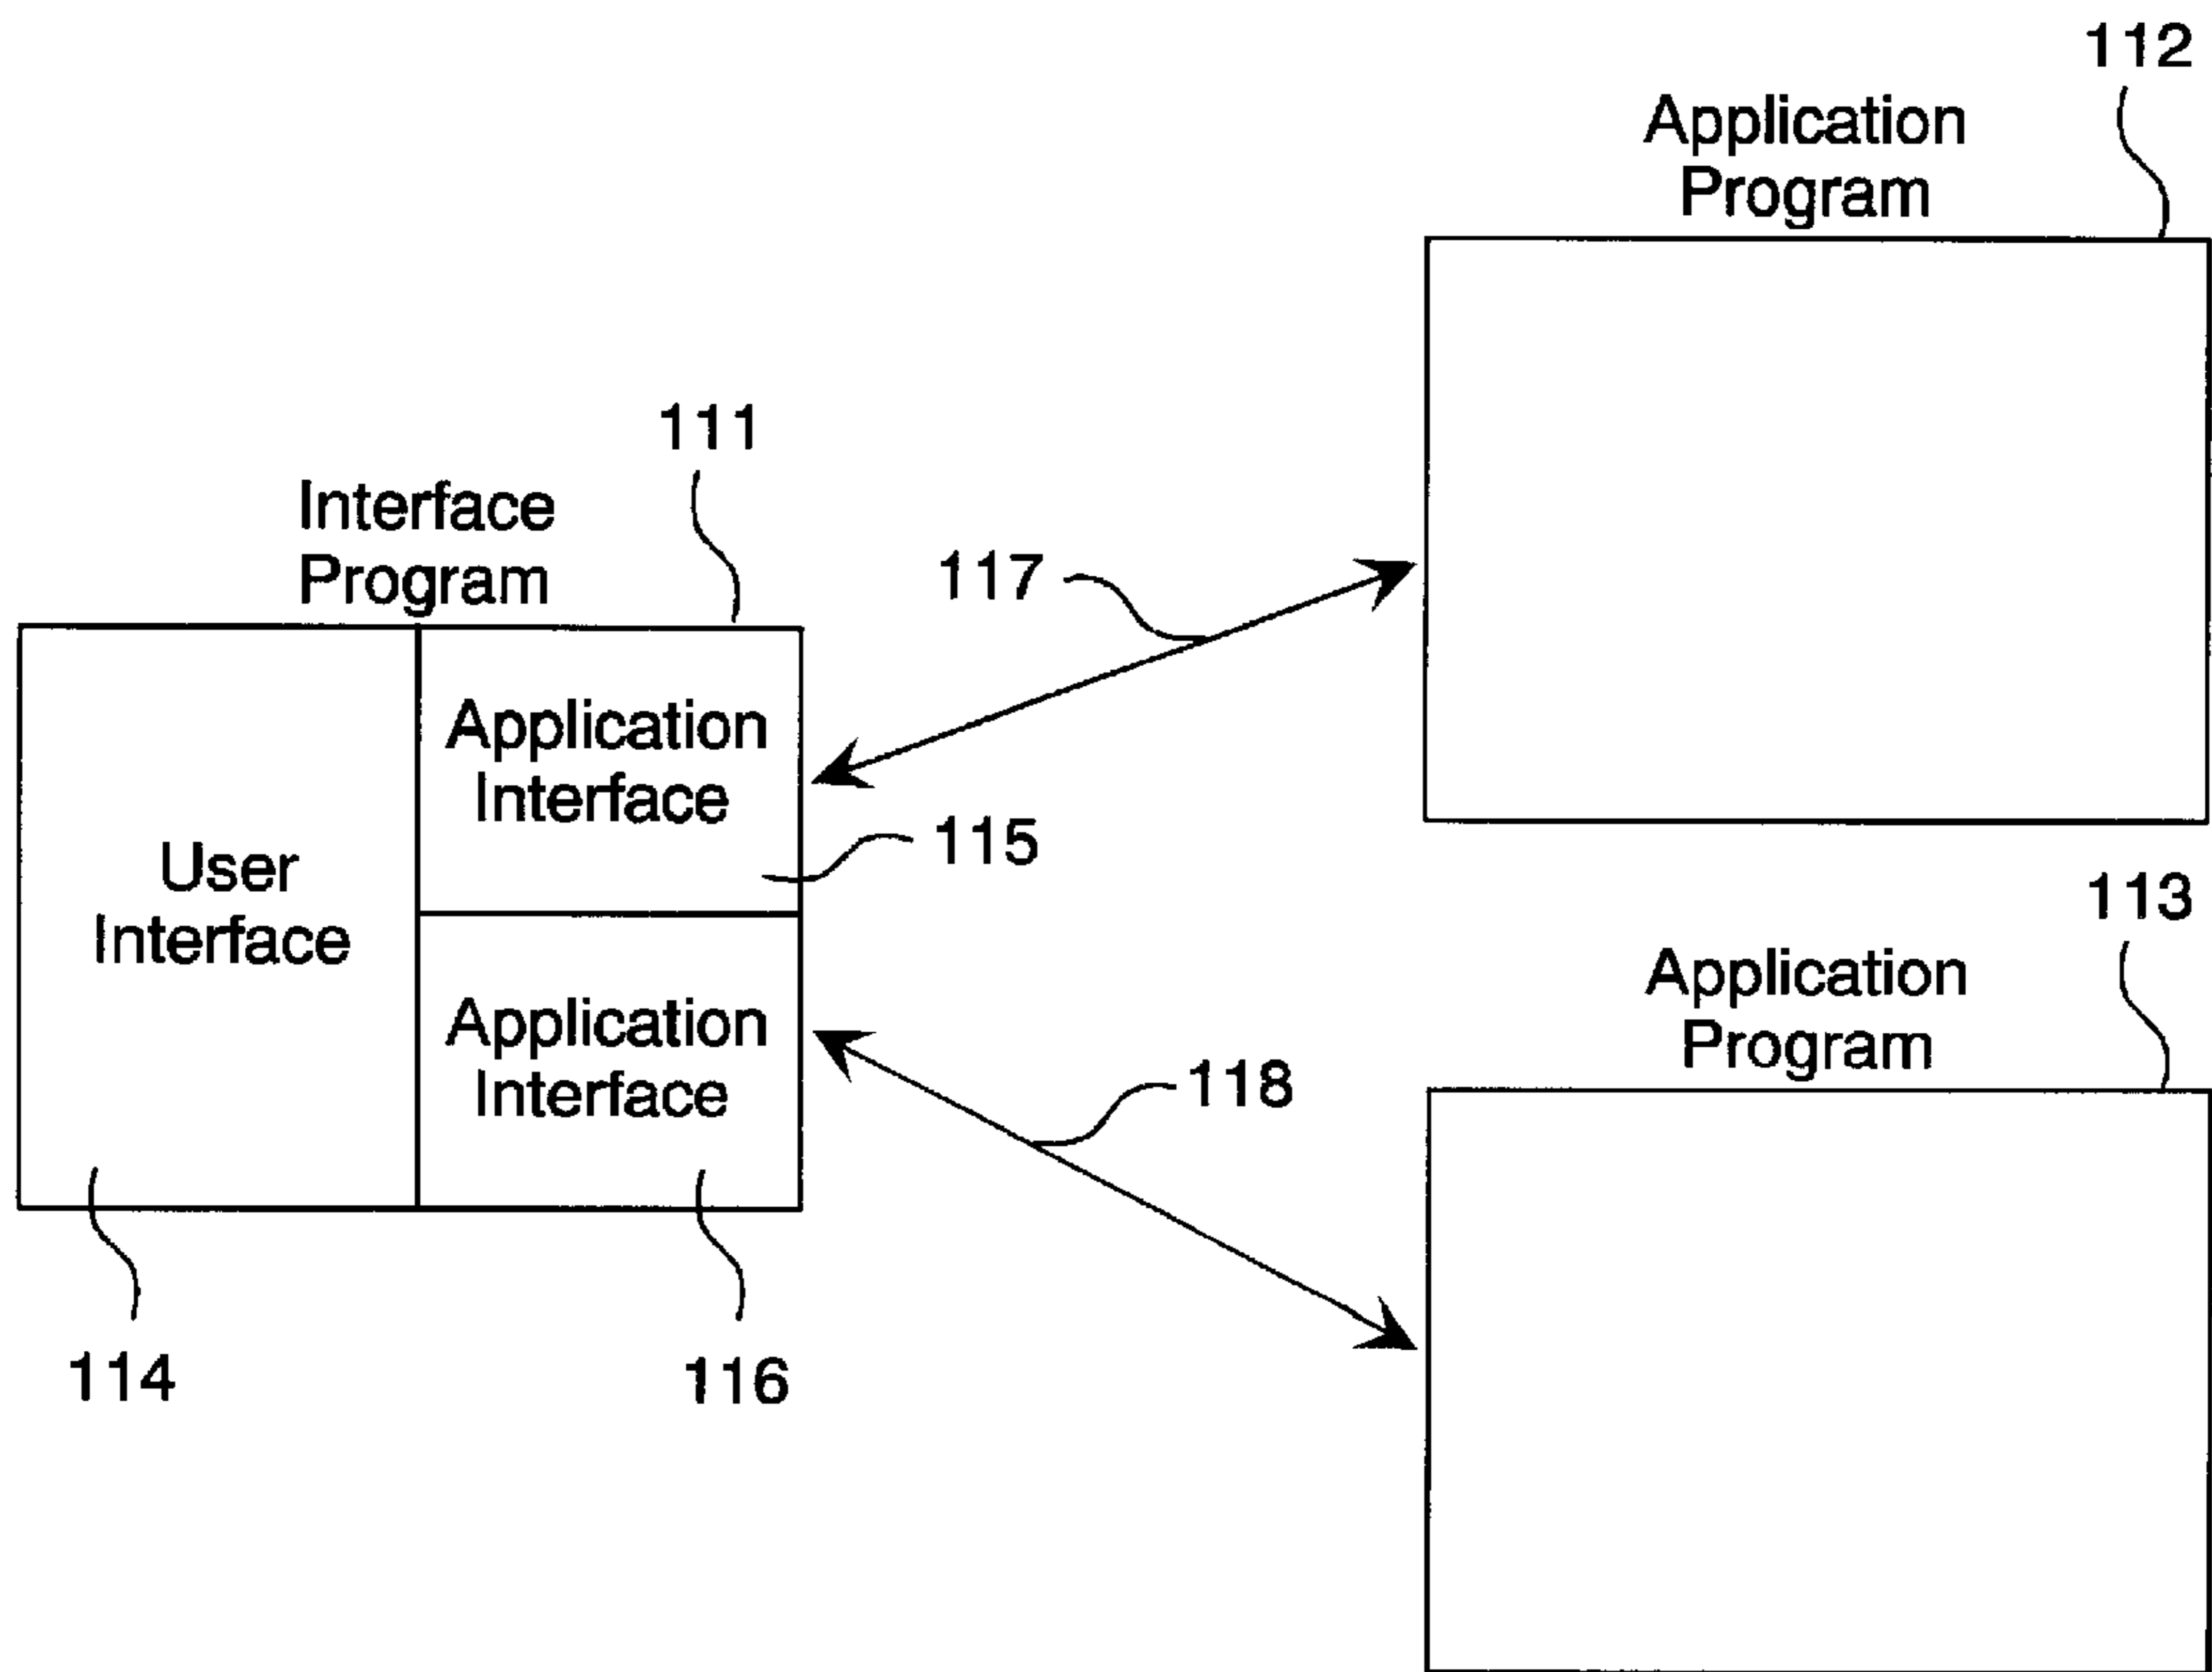 112
Application
Program
111
Interface
Program
117
Application
Interface
115
User
Interface
113
Application
Program
Application
Interface
118
114
116